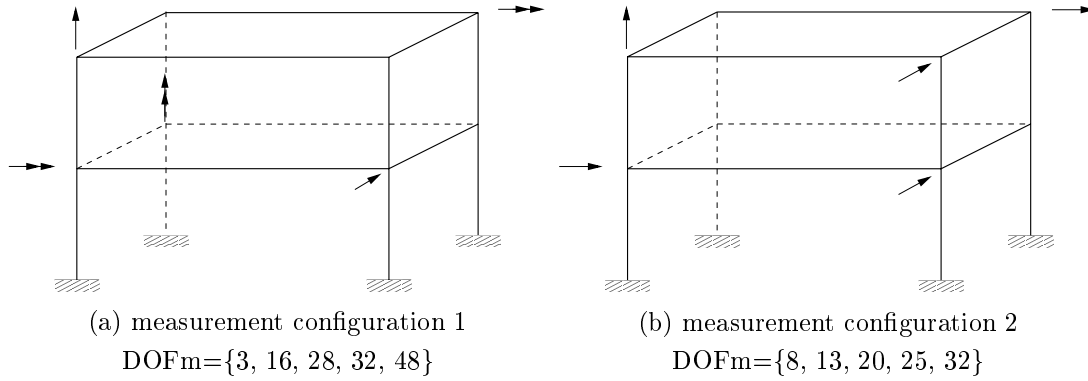 (a) measurement configuration 1
DOFm={3, 16, 28, 32, 48}
(b) measurement configuration 2
DOFm={8, 13, 20, 25, 32}